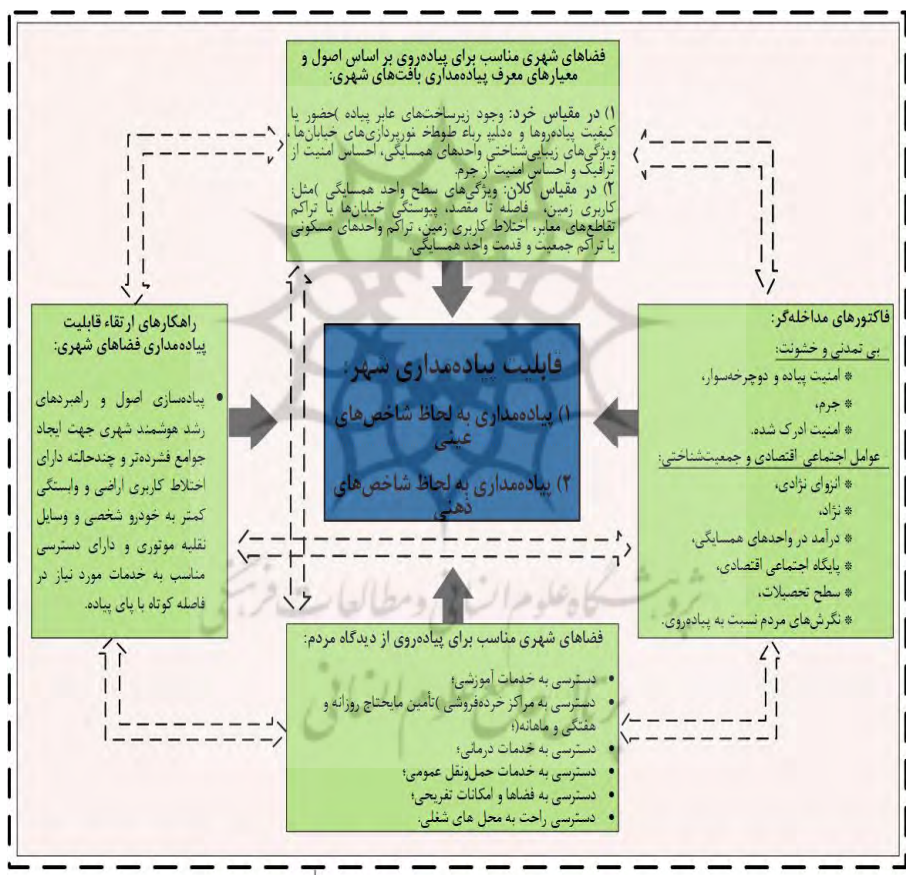 فضاهای شهری مناسب برای پیاده‌روی بر اساس اصول و
معیارهای معرف پیاده‌مداری بافت‌های شهری:
۱) در مقیاس خرد: وجود زیرساخت‌های عابر پیاده )حضور یا
کیفیت پیاده‌روها و نورپردازی‌های خیابان‌ها،
ویژگی‌های زیبایی‌شناختی واحدهای همسایگی، احساس امنیت از
ترافیک و احساس امنیت از جرم.
۲) در مقیاس کلان: ویژگی‌های سطح واحد همسایگی )مثل:
کاربری زمین، فاصله تا مقصد، پیوستگی خیابان‌ها یا تراکم
تقاطع‌های معابر، اختلاط کاربری زمین، تراکم واحدهای مسکونی
یا تراکم جمعیت و قدمت واحد همسایگی.
فاکتورهای مداخله‌گر:
بی تمدنی و خشونت:
* امنیت پیاده و دوچرخه‌سوار،
* جرم،
* امنیت ادرک شده.
عوامل اجتماعی اقتصادی و جمعیت‌شناختی:
* انزوای نژادی،
* نژاد،
* درآمد در واحدهای همسایگی،
* پایگاه اجتماعی اقتصادی،
* سطح تحصیلات،
* نگرش‌های مردم نسبت به پیاده‌روی.
قابلیت پیاده‌مداری شهر:
۱) پیاده‌مداری به لحاظ شاخص‌های
عینی
۲) پیاده‌مداری به لحاظ شاخص‌های
ذهنی
راهکارهای ارتقاء قابلیت
پیاده‌مداری فضاهای شهری:
• پیاده‌سازی اصول و راهبردهای
رشد هوشمند شهری جهت ایجاد
جوامع فشرده‌تر و چندحالته دارای
اختلاط کاربری اراضی و وابستگی
کمتر به خودرو شخصی و وسایل
نقلیه موتوری و دارای دسترسی
مناسب به خدمات مورد نیاز در
فاصله کوتاه با پای پیاده.
پژوهشگاه علوم انسانی و مطالعات فرهنگی
فضاهای شهری مناسب برای پیاده‌روی از دیدگاه مردم:
• دسترسی به خدمات آموزشی؛
• دسترسی به مراکز خرده‌فروشی )تأمین مایحتاج روزانه و
هفتگی و ماهانه(؛
• دسترسی به خدمات درمانی؛
• دسترسی به خدمات حمل‌ونقل عمومی؛
• دسترسی به فضاها و امکانات تفریحی؛
• دسترسی راحت به محل های شغلی.
پرتال جامع علوم انسانی